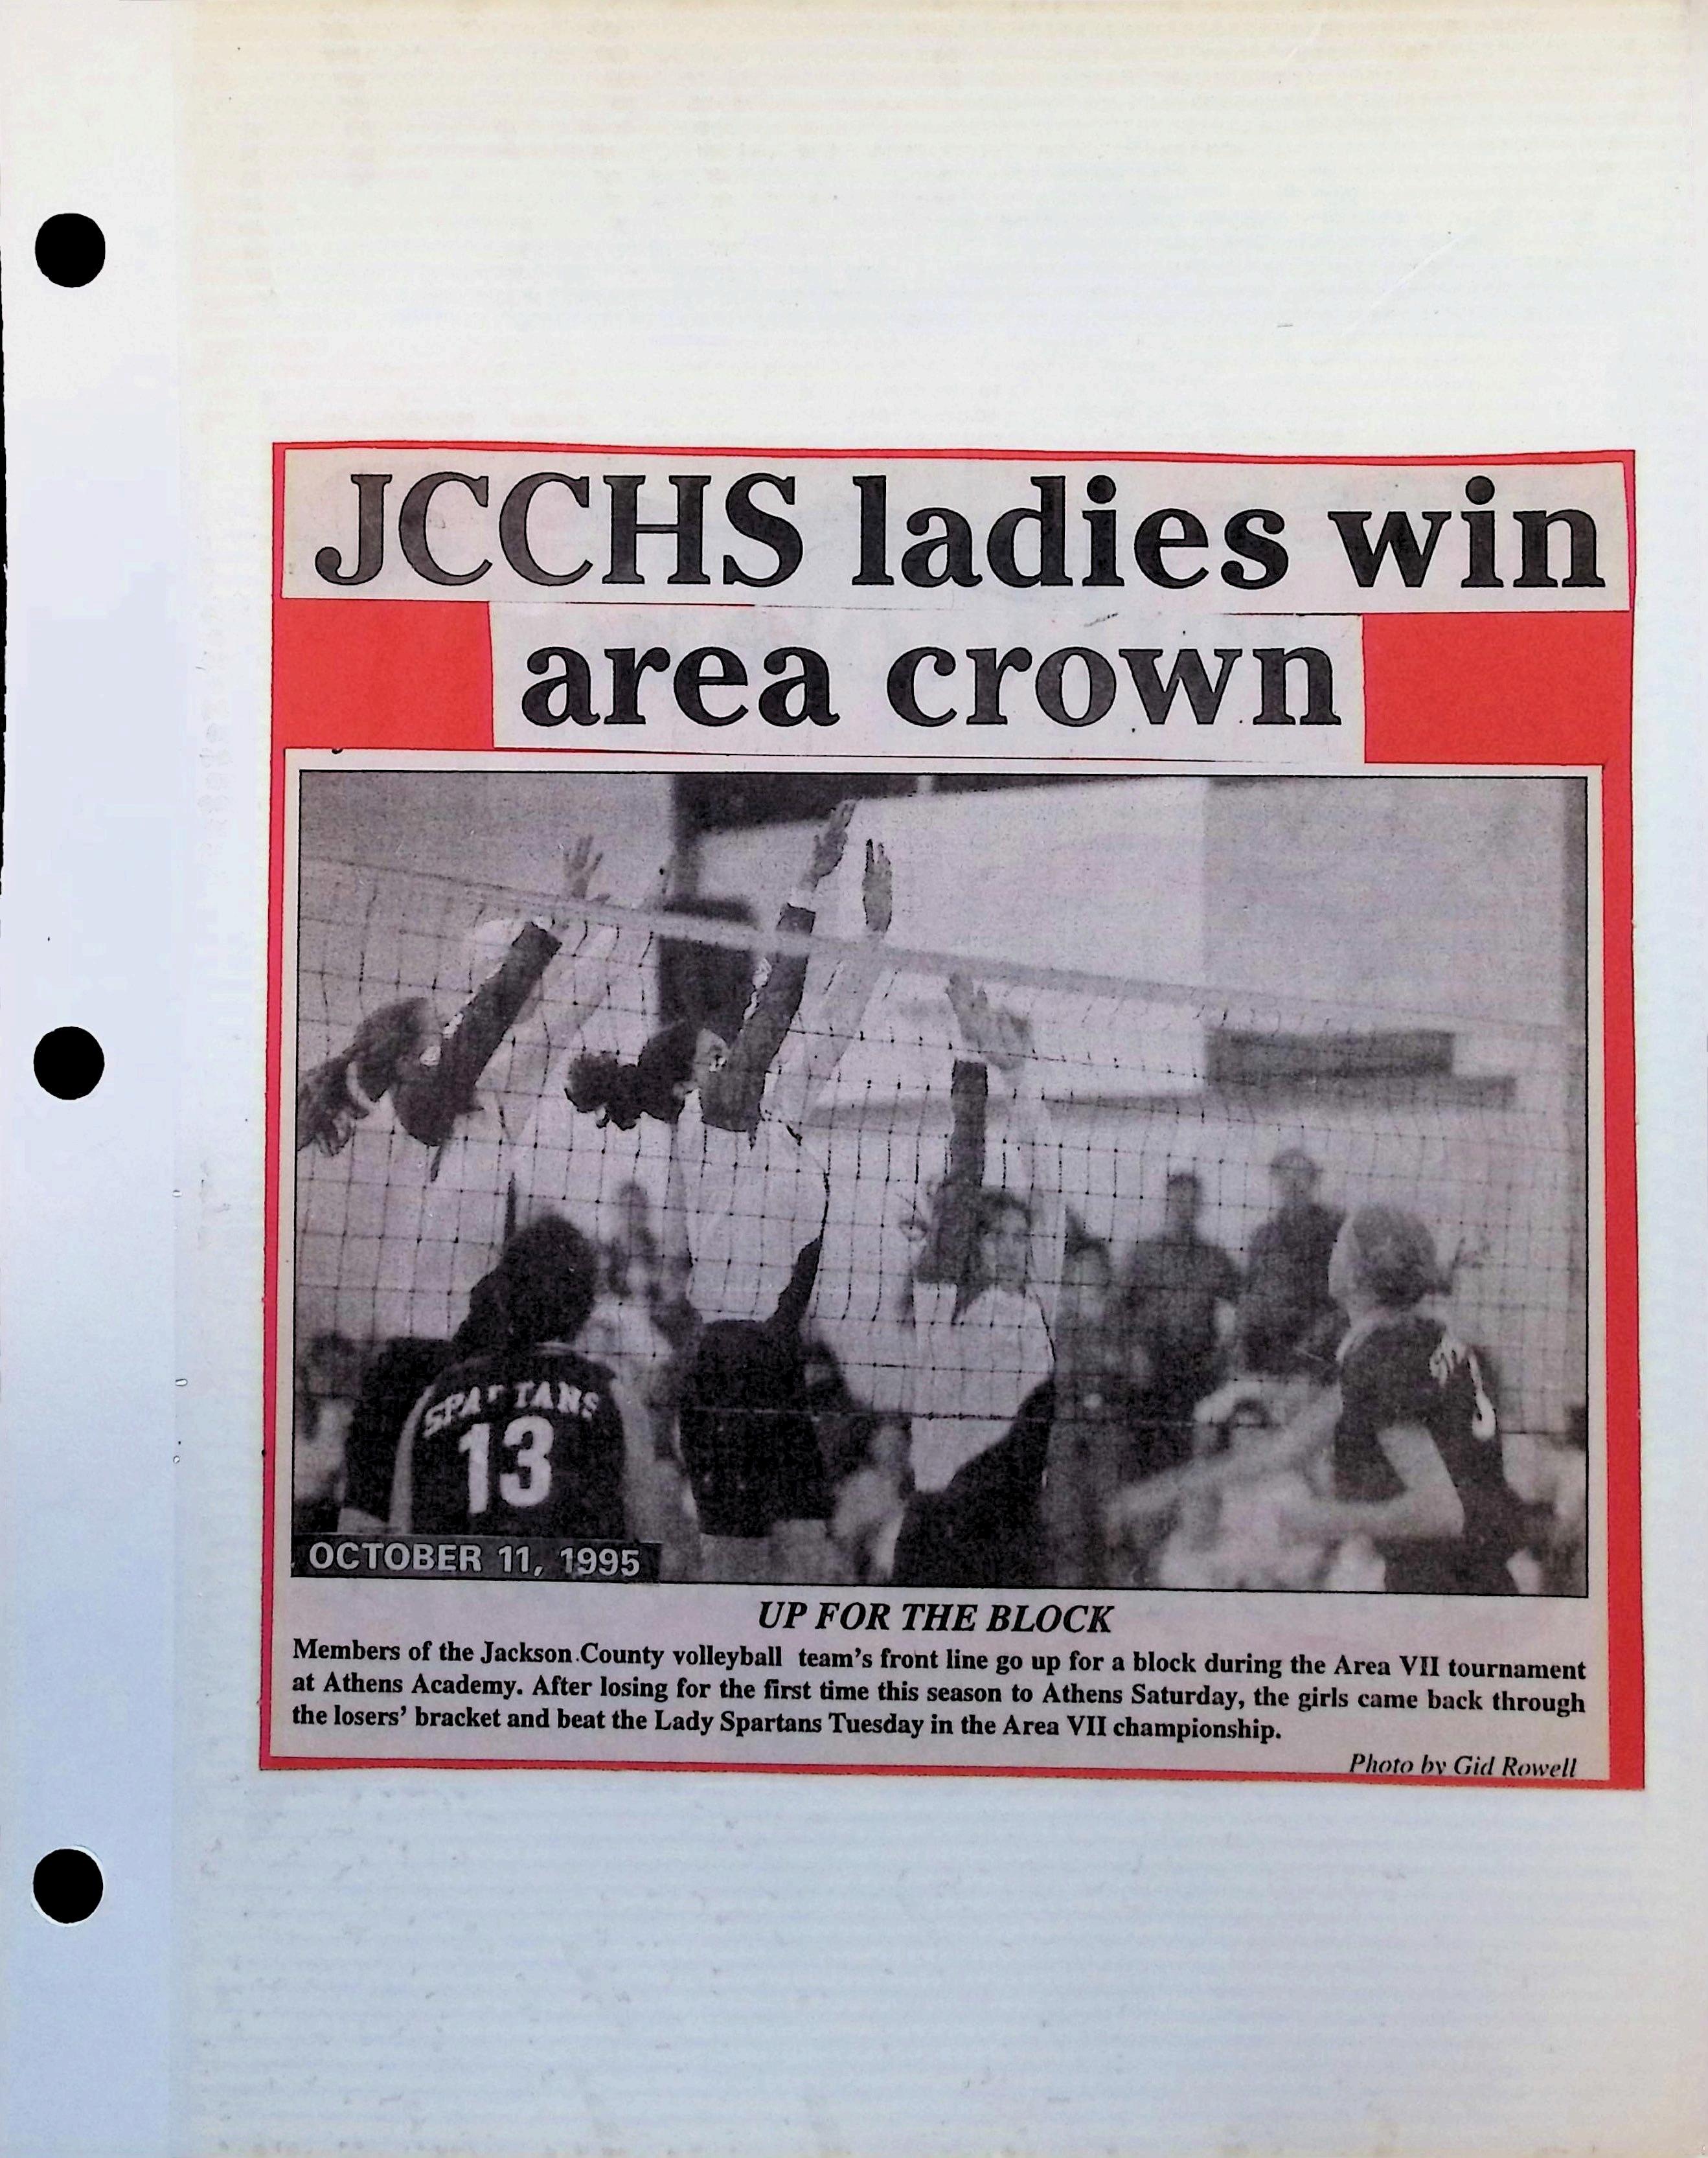 JCCHS ladies win
area crown
SPARTANS
13
OCTOBER 11, 1995
UP FOR THE BLOCK
Members of the Jackson County volleyball team's front line go up for a block during the Area VII tournament
at Athens Academy. After losing for the first time this season to Athens Saturday, the girls came back through
the losers' bracket and beat the Lady Spartans Tuesday in the Area VII championship.
Photo by Gid Rowell